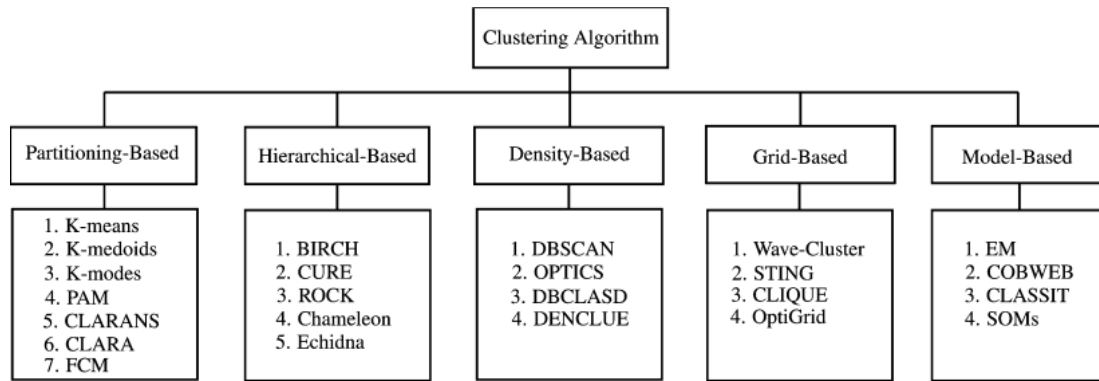 Clustering Algorithm
Partitioning-Based
Hierarchical-Based
Density-Based
Grid-Based
Model-Based
1. K-means
2. K-medoids
3. K-modes
4. PAM
5. CLARANS
6. CLARA
7. FCM
1. BIRCH
2. CURE
3. ROCK
4. Chameleon
5. Echidna
1. DBSCAN
2. OPTICS
3. DBCLASD
4. DENCLUE
1. Wave-Cluster
2. STING
3. CLIQUE
4. OptiGrid
1. EM
2. COBWEB
3. CLASSIT
4. SOMs